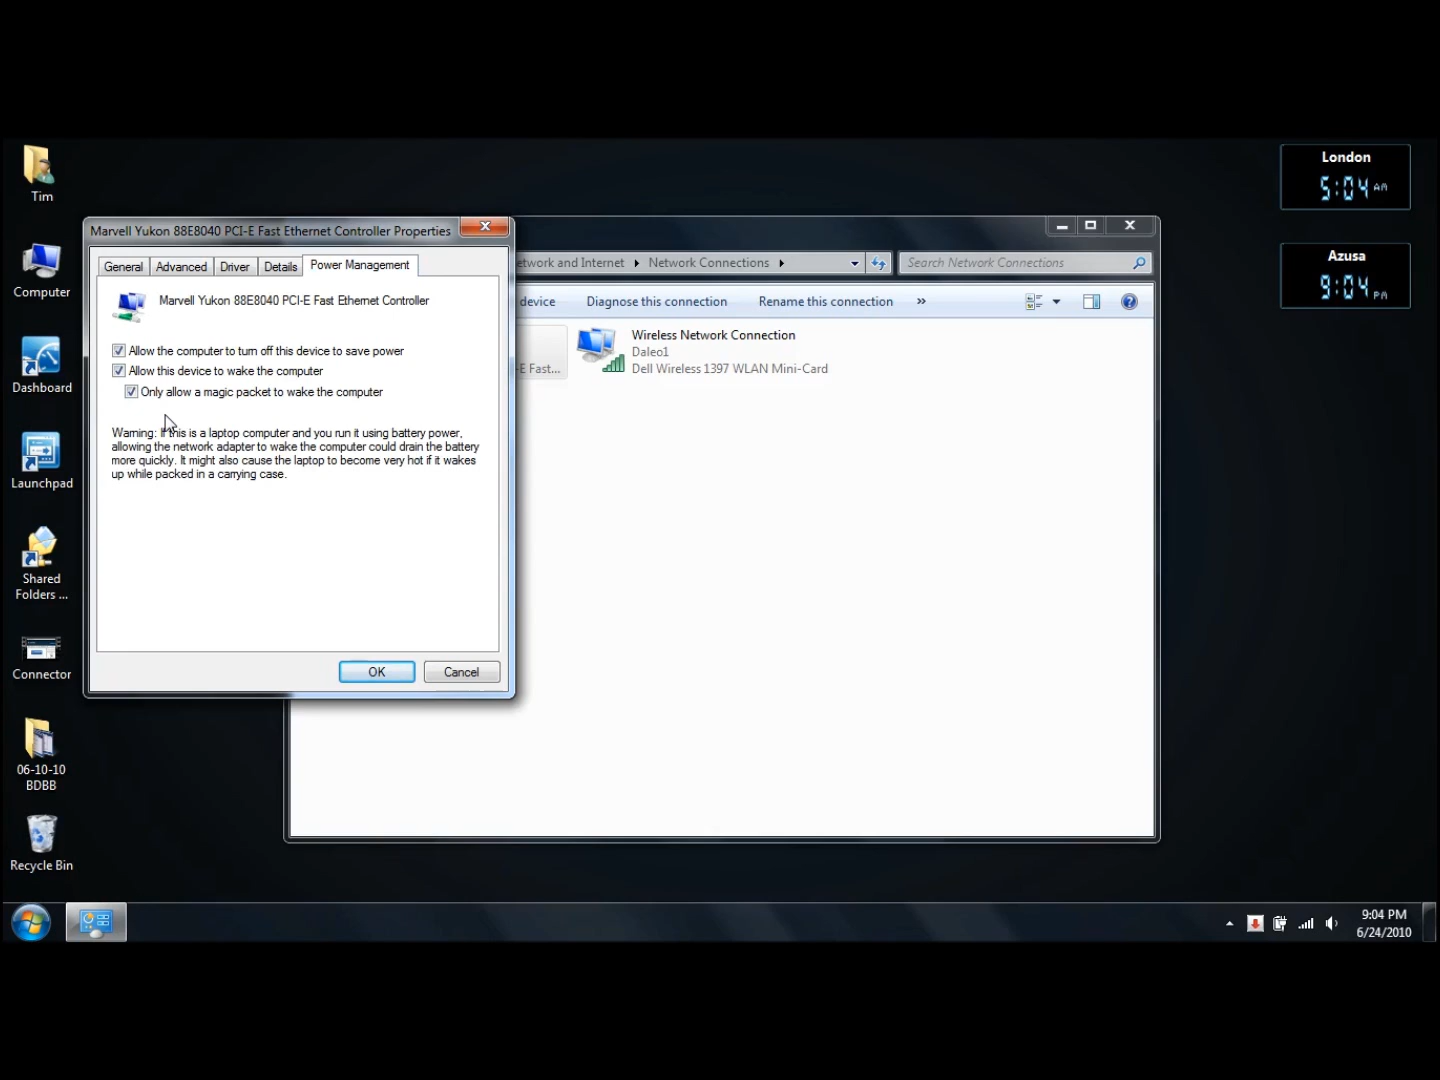 Tim
Computer
Dashboard
Launchpad
Shared
Folders ...
Connector
06-10-10
BDBB
Recycle Bin
Marvell Yukon 88E8040 PCI-E Fast Ethernet Controller Properties
General
Advanced
Driver
Details
Power Management
Marvell Yukon 88E8040 PCI-E Fast Ethernet Controller
Allow the computer to turn off this device to save power
Allow this device to wake the computer
Only allow a magic packet to wake the computer
Warning: If this is a laptop computer and you run it using battery power,
allowing the network adapter to wake the computer could drain the battery
more quickly. It might also cause the laptop to become very hot if it wakes
up while packed in a carrying case.
OK
Cancel
etwork and Internet
Network Connections
Search Network Connections
device
Diagnose this connection
Rename this connection
»
-E Fast...
Wireless Network Connection
Daleo1
Dell Wireless 1397 WLAN Mini-Card
London
5:04 AM
Azusa
9:04 PM
9:04 PM
6/24/2010